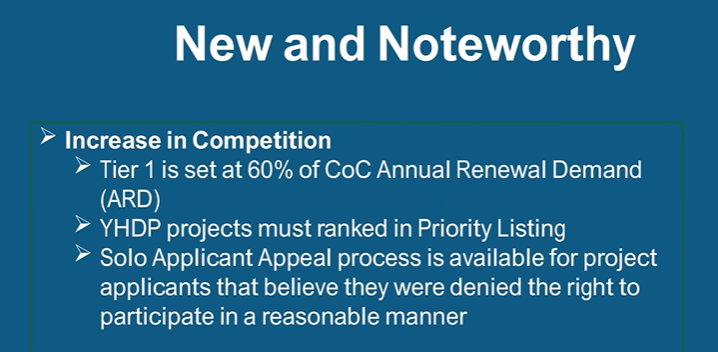 New and Noteworthy
➢ Increase in Competition
➢ Tier 1 is set at 60% of CoC Annual Renewal Demand
(ARD)
➢ YHDP projects must ranked in Priority Listing
➢ Solo Applicant Appeal process is available for project
applicants that believe they were denied the right to
participate in a reasonable manner